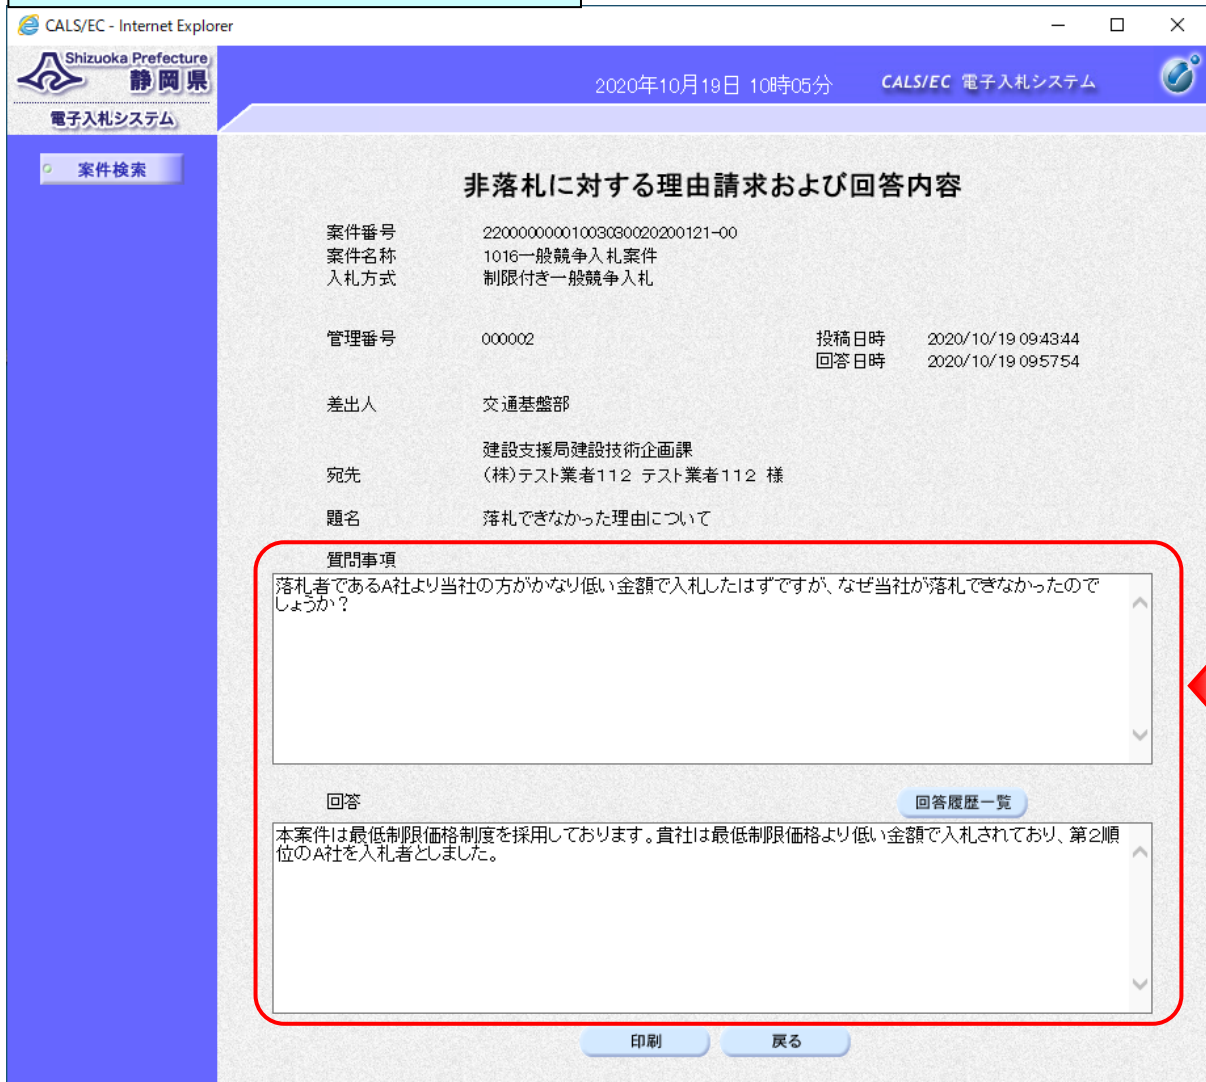 CALS/EC - Internet Explorer
Shizuoka Prefecture
静岡県
電子入札システム
2020年10月19日 10時05分
CALS/EC 電子入札システム
案件検索
非落札に対する理由請求および回答内容
案件番号 2200000000100303002020​0121-00
案件名称 1016一般競争入札案件
入札方式 制限付き一般競争入札
管理番号 000002 投稿日時 2020/10/19 09:43:44
回答日時 2020/10/19 09:57:54
差出人 交通基盤部
建設支援局建設技術企画課
宛先 (株)テスト業者112 テスト業者112 様
題名 落札できなかった理由について
質問事項
落札者であるA社より当社の方がかなり低い金額で入札したはずですが、なぜ当社が落札できなかったので
しょうか？
回答 回答履歴一覧
本案件は最低制限価格制度を採用しております。貴社は最低制限価格より低い金額で入札されており、第2順
位のA社を入札者としました。
印刷 戻る